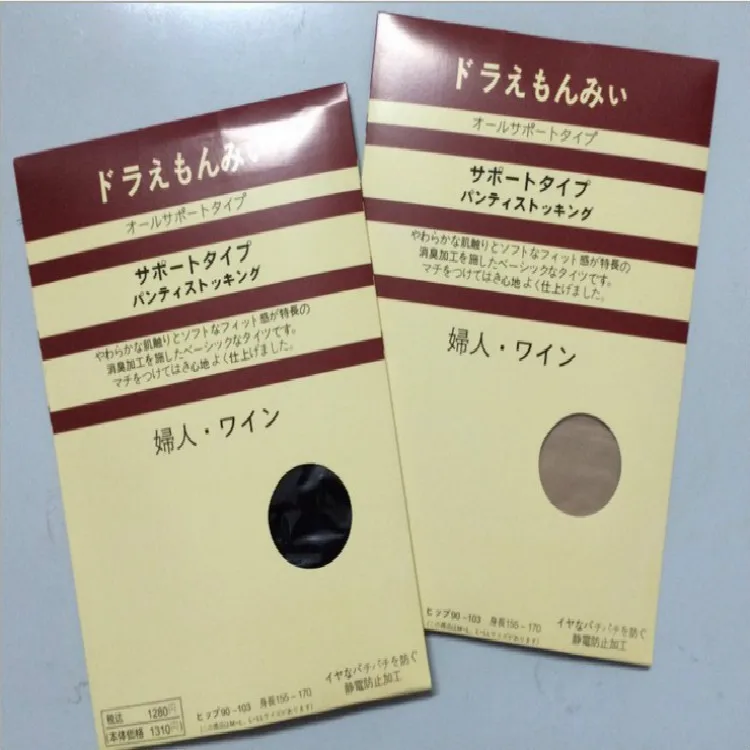 ドラえもんみぃ
オールサポートタイプ
サポートタイプ
パンティストッキング
やわらかな肌触りとソフトなフィット感が特長の
消臭加工を施したベーシックなタイツです。
マチをつけてはき心地よく仕上げました。
婦人・ワイン
税込 1280円
本体価格 1310円
ヒップ90-103 身長155-170
イヤなパチパチを防ぐ
静電防止加工
ドラえもんみぃ
オールサポートタイプ
サポートタイプ
パンティストッキング
やわらかな肌触りとソフトなフィット感が特長の
消臭加工を施したベーシックなタイツです。
マチをつけてはき心地よく仕上げました。
婦人・ワイン
ヒップ90-103 身長155-170
イヤなパチパチを防ぐ
静電防止加工